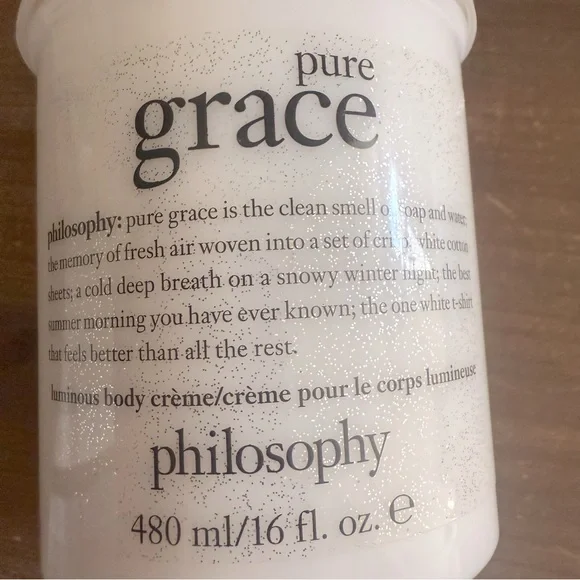 pure
grace
philosophy: pure grace is the clean smell of soap and water;
the memory of fresh air woven into a set of crisp, white cotton
sheets; a cold deep breath on a snowy winter night; the best
summer morning you have ever known; the one white t-shirt
that feels better than all the rest.
luminous body crème/crème pour le corps lumineuse
philosophy
480 ml/16 fl. oz. ℮